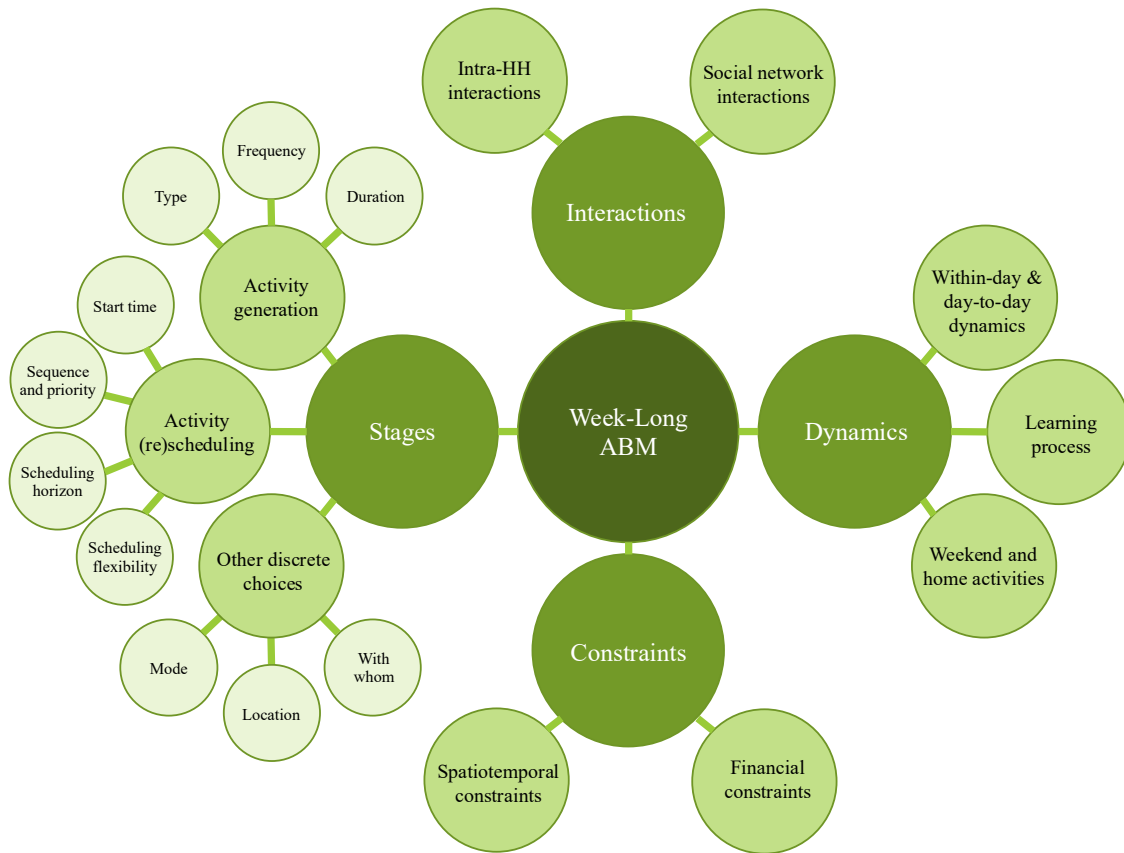 Intra-HH
interactions
Social network
interactions
Interactions
Frequency
Type
Duration
Activity
generation
Start time
Sequence
and priority
Activity
(re)scheduling
Scheduling
horizon
Scheduling
flexibility
Stages
Week-Long
ABM
Dynamics
Within-day &
day-to-day
dynamics
Learning
process
Weekend and
home activities
Other discrete
choices
Mode
Location
With
whom
Constraints
Spatiotemporal
constraints
Financial
constraints